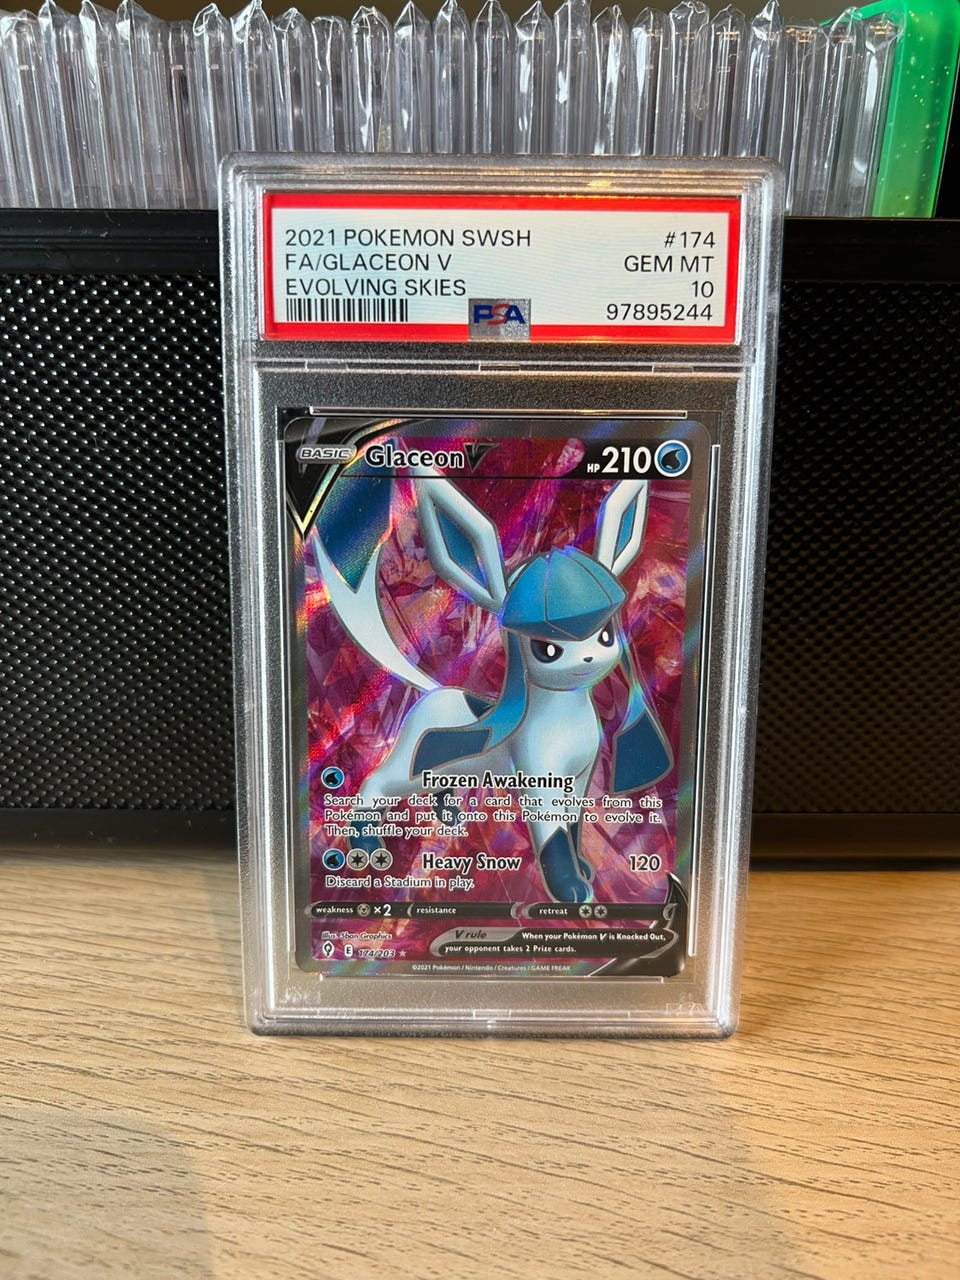 2021 POKEMON SWSH #174
FA/GLACEON V GEM MT
EVOLVING SKIES 10
PSA 97895244
BASIC Glaceon V HP 210
Frozen Awakening
Search your deck for a card that evolves from this
Pokémon and put it onto this Pokémon to evolve it.
Then, shuffle your deck.
Heavy Snow 120
Discard a Stadium in play.
weakness ×2 resistance retreat
Illus. 5ban Graphics
V rule When your Pokémon V is Knocked Out,
your opponent takes 2 Prize cards.
E 174/203
©2021 Pokémon / Nintendo / Creatures / GAME FREAK